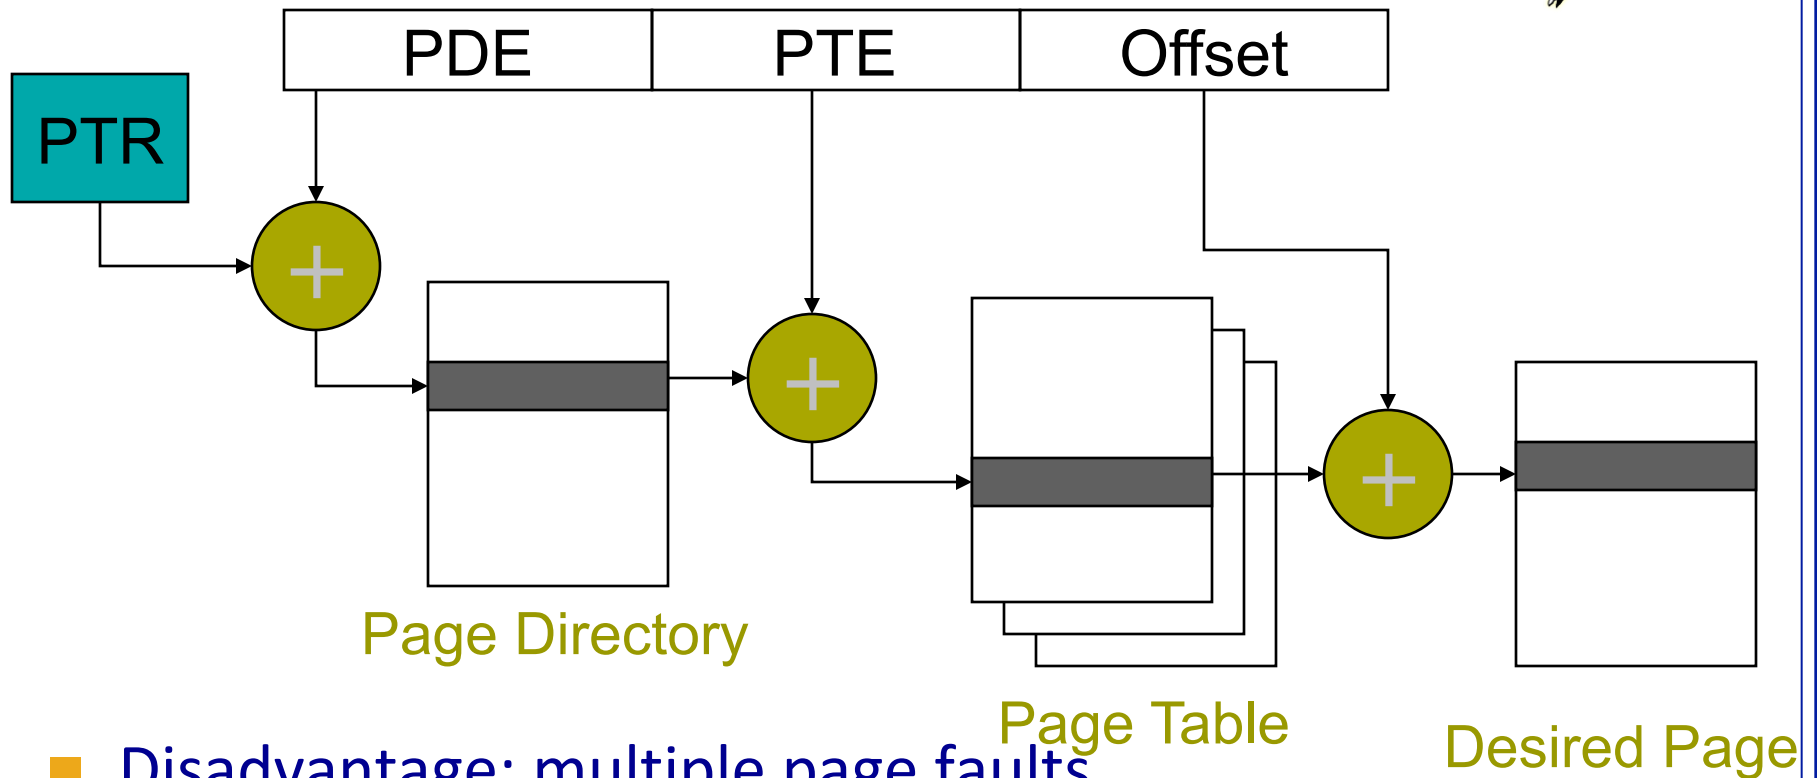 PDE PTE Offset
PTR
+
+
+
Page Directory
Page Table
Desired Page
Disadvantage: multiple page faults